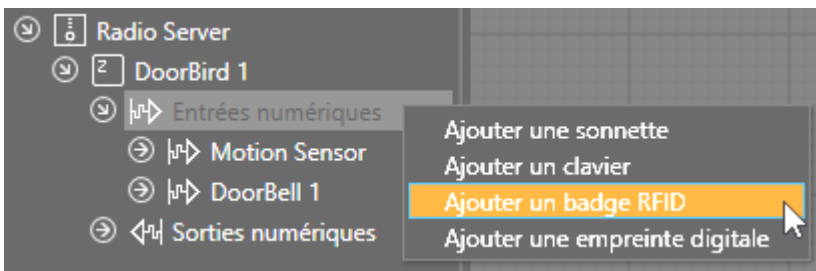 Radio Server
DoorBird 1
Entrées numériques
Ajouter une sonnette
Motion Sensor
Ajouter un clavier
DoorBell 1
Ajouter un badge RFID
Sorties numériques
Ajouter une empreinte digitale